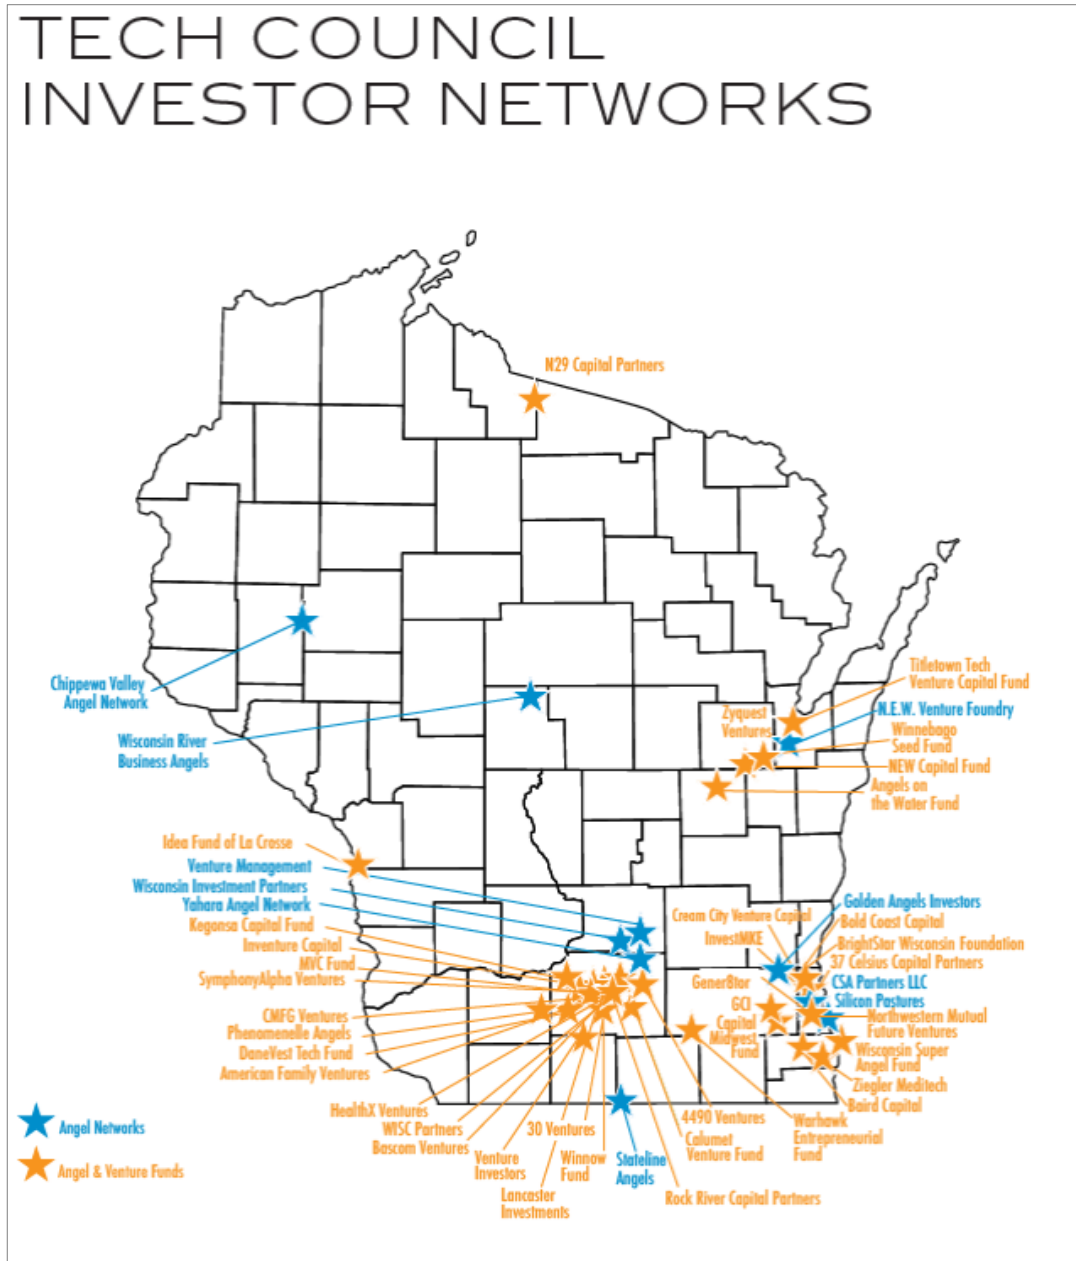 TECH COUNCIL
INVESTOR NETWORKS
N29 Capital Partners
Chippewa Valley
Angel Network
Wisconsin River
Business Angels
Titletown Tech
Venture Capital Fund
Zyquest
Ventures
N.E.W. Venture Foundry
Winnebago
Seed Fund
NEW Capital Fund
Angels on
the Water Fund
Idea Fund of La Crosse
Venture Management
Wisconsin Investment Partners
Yahara Angel Network
Kegonsa Capital Fund
Inventure Capital
MVC Fund
SymphonyAlpha Ventures
CMFG Ventures
Phenomenelle Angels
DaneVest Tech Fund
American Family Ventures
HealthX Ventures
WISC Partners
Bascom Ventures
Venture
Investors
Lancaster
Investments
30 Ventures
Winnow
Fund
Stateline
Angels
Rock River Capital Partners
Calumet
Venture Fund
4490 Ventures
Warhawk
Entrepreneurial
Fund
Cream City Venture Capital
InvestMKE
Gener8tor
GCI
Capital
Midwest
Fund
Golden Angels Investors
Bold Coast Capital
BrightStar Wisconsin Foundation
37 Celsius Capital Partners
CSA Partners LLC
Silicon Pastures
Northwestern Mutual
Future Ventures
Wisconsin Super
Angel Fund
Ziegler Meditech
Baird Capital
Angel Networks
Angel & Venture Funds